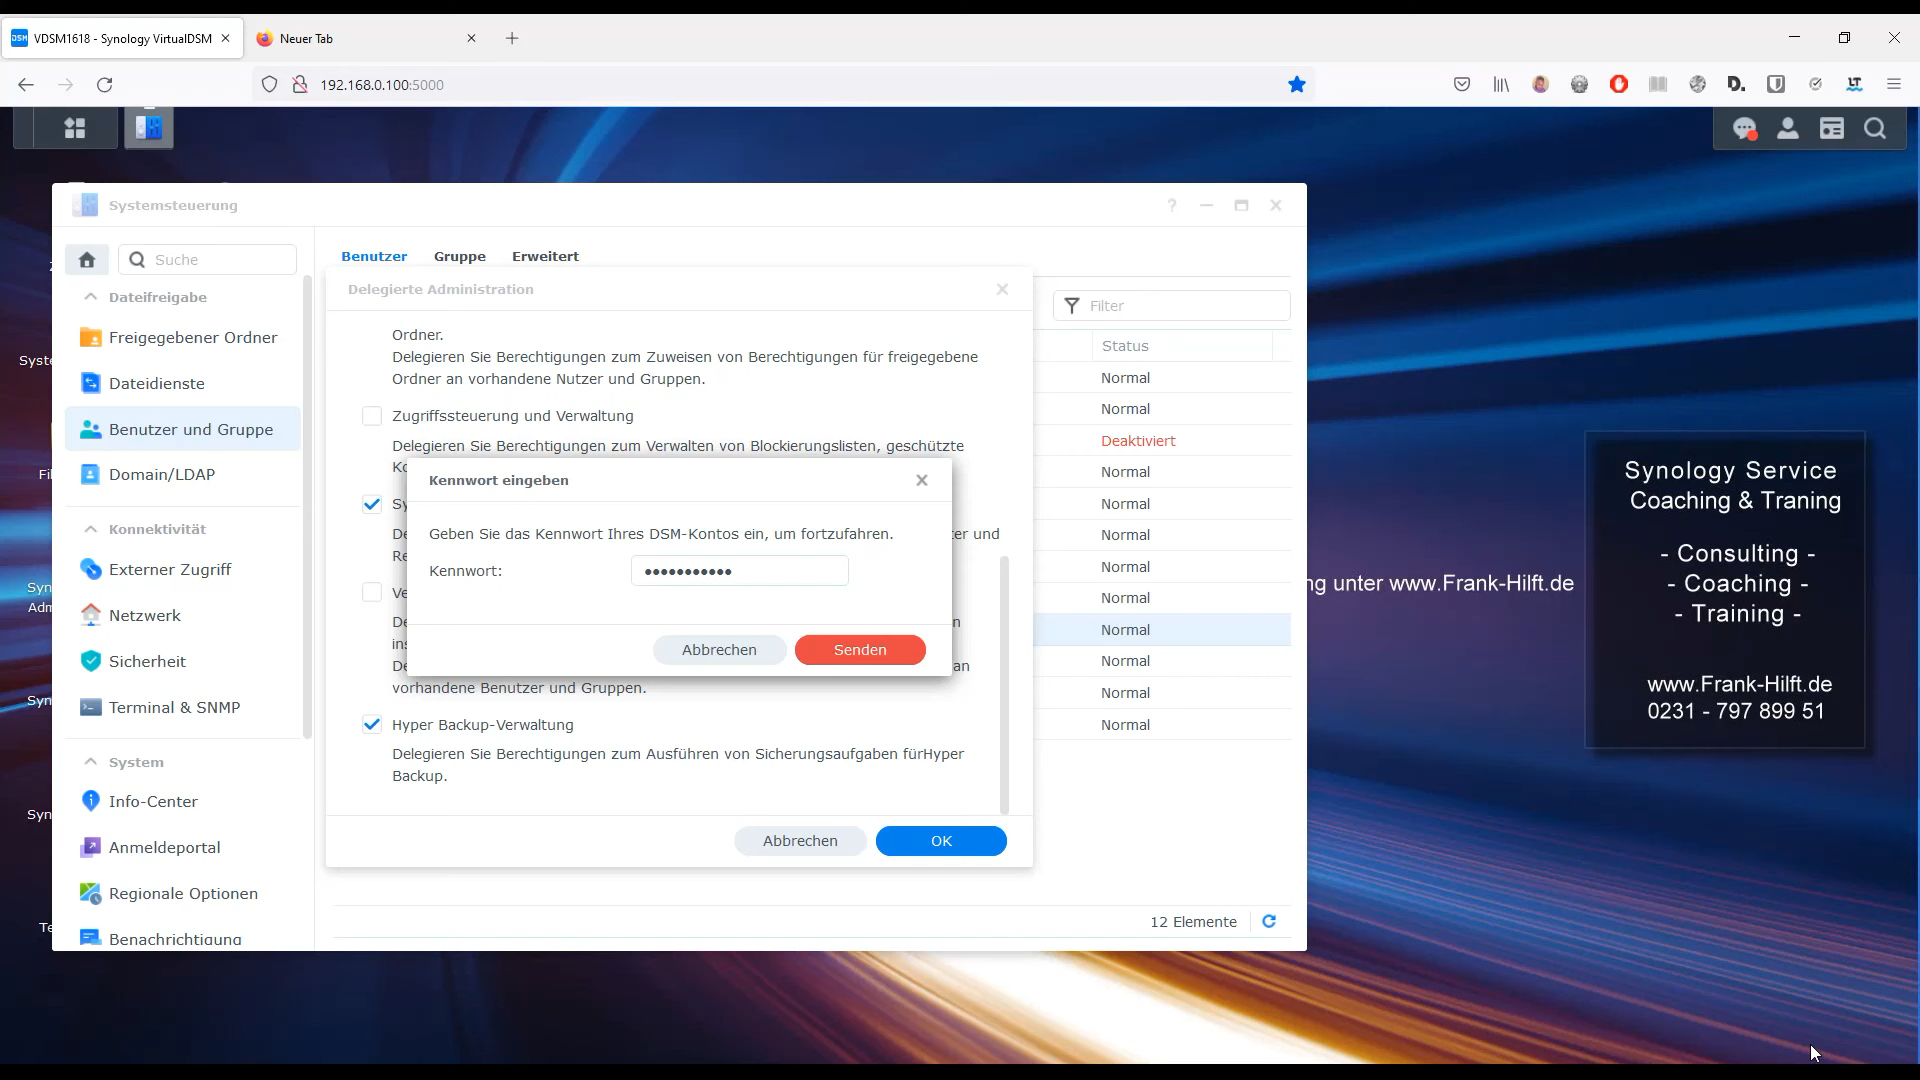 VDSM1618 - Synology VirtualDSM
Neuer Tab
192.168.0.100:5000
Systemsteuerung
Suche
Dateifreigabe
Freigegebener Ordner
Dateidienste
Benutzer und Gruppe
Domain/LDAP
Konnektivität
Externer Zugriff
Netzwerk
Sicherheit
Terminal & SNMP
System
Info-Center
Anmeldeportal
Regionale Optionen
Benachrichtigung
Benutzer
Gruppe
Erweitert
Delegierte Administration
Ordner.
Delegieren Sie Berechtigungen zum Zuweisen von Berechtigungen für freigegebene
Ordner an vorhandene Nutzer und Gruppen.
Zugriffssteuerung und Verwaltung
Delegieren Sie Berechtigungen zum Verwalten von Blockierungslisten, geschützte
Kennwort eingeben
Geben Sie das Kennwort Ihres DSM-Kontos ein, um fortzufahren.
Kennwort:
Abbrechen
Senden
er und
an
vorhandene Benutzer und Gruppen.
Hyper Backup-Verwaltung
Delegieren Sie Berechtigungen zum Ausführen von Sicherungsaufgaben fürHyper
Backup.
Abbrechen
OK
Filter
Status
Normal
Normal
Deaktiviert
Normal
Normal
Normal
Normal
Normal
Normal
Normal
Normal
Normal
12 Elemente
ng unter www.Frank-Hilft.de
Synology Service
Coaching & Traning
- Consulting -
- Coaching -
- Training -
www.Frank-Hilft.de
0231 - 797 899 51